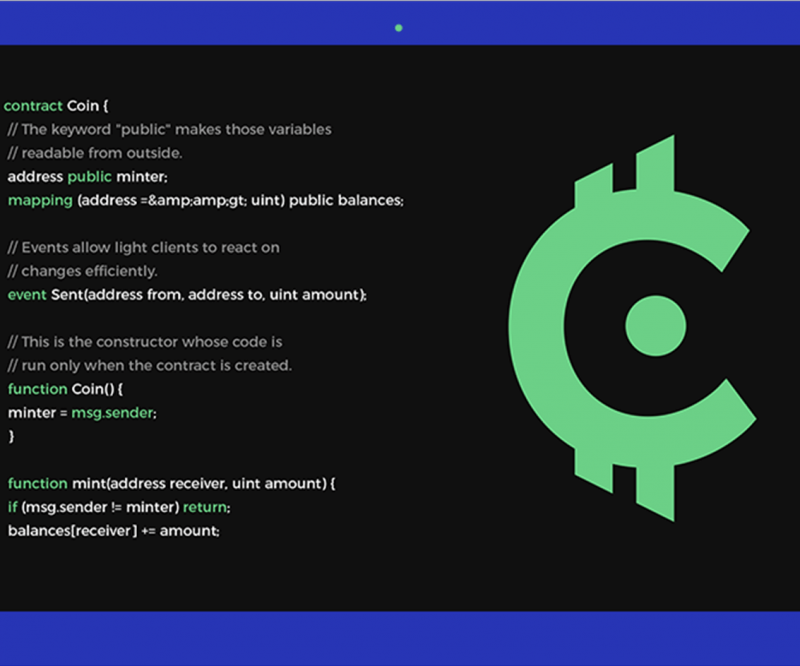 contract Coin {
// The keyword "public" makes those variables
// readable from outside.
address public minter;
mapping (address =&amp;amp;gt; uint) public balances;
// Events allow light clients to react on
// changes efficiently.
event Sent(address from, address to, uint amount);
// This is the constructor whose code is
// run only when the contract is created.
function Coin() {
minter = msg.sender;
}
function mint(address receiver, uint amount) {
if (msg.sender != minter) return;
balances[receiver] += amount;